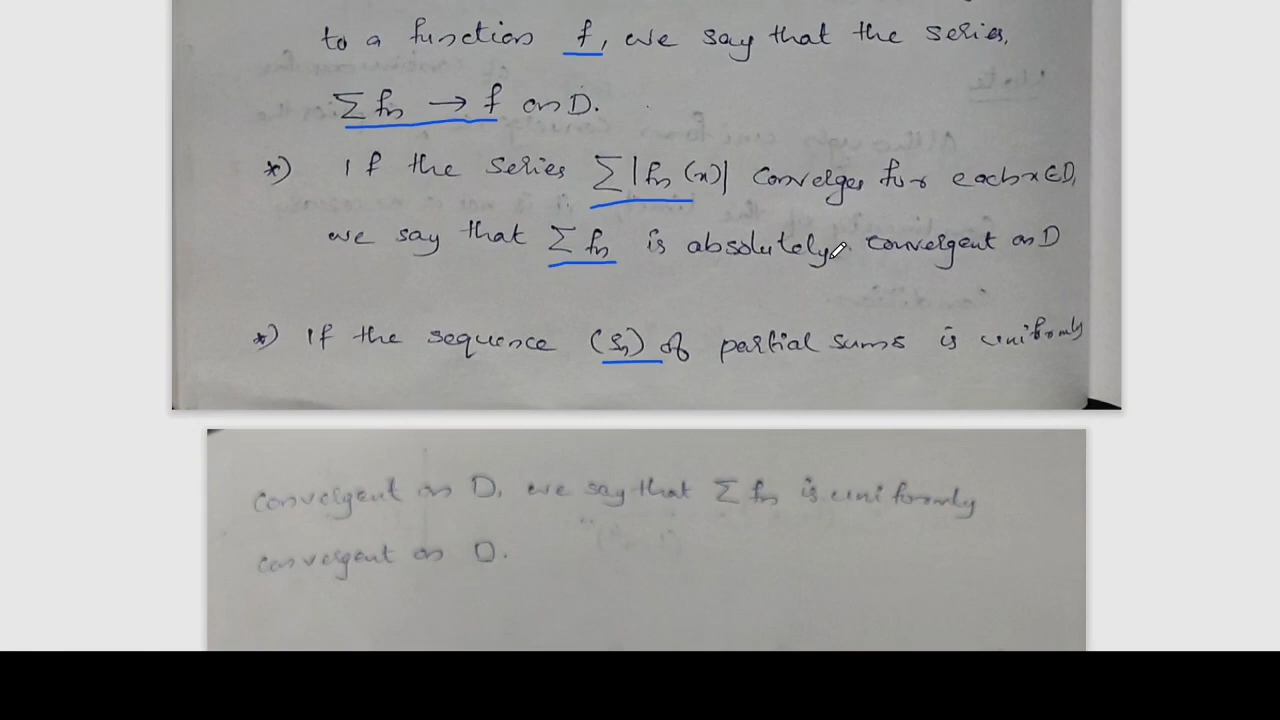 to a function f, we say that the series,
∑ fn → f on D.
*) If the series ∑|fn(x)| converges for each x∈D,
we say that ∑ fn is absolutely convergent on D
*) If the sequence (Sn) of partial sums is uniformly
convergent on D, we say that ∑ fn is uniformly
convergent on D.